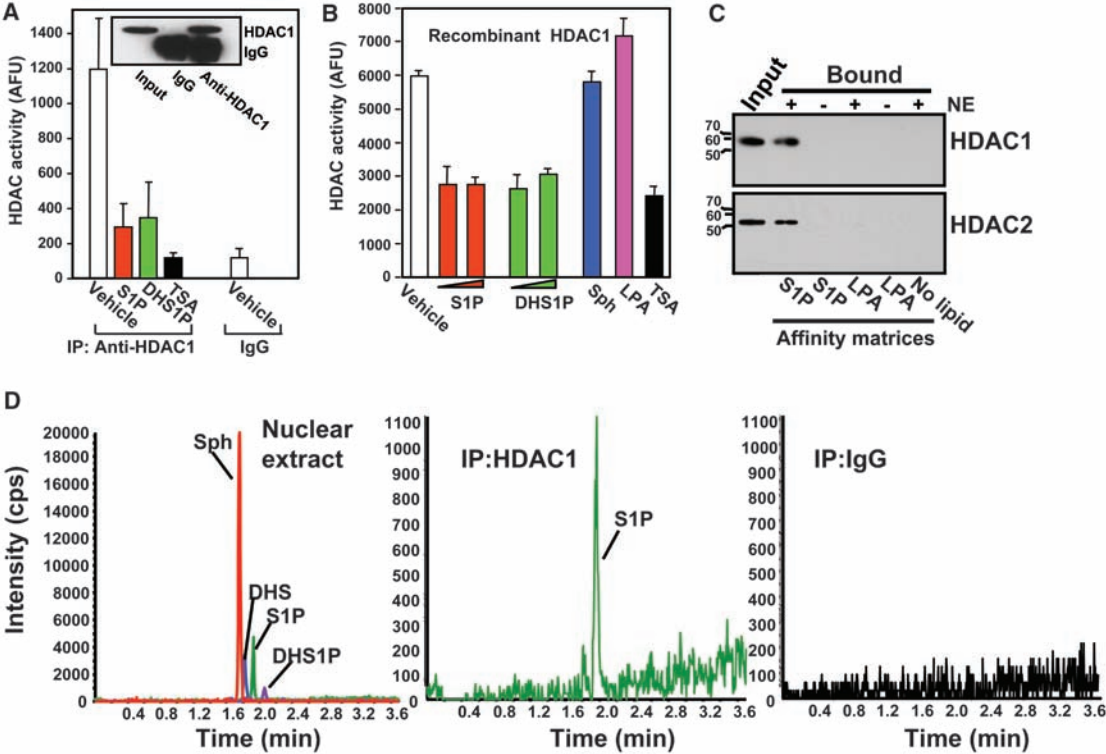 A
HDAC activity (AFU)
1400
1200
1000
800
600
400
200
0
HDAC1
IgG
Input
IgG
Anti-HDAC1
Vehicle
S1P
DHS1P
TSA
Vehicle
IP: Anti-HDAC1
IgG
B
HDAC activity (AFU)
8000
7000
6000
5000
4000
3000
2000
1000
0
Recombinant HDAC1
Vehicle
S1P
DHS1P
Sph
LPA
TSA
C
Input
Bound
+ - + - + NE
70
60
50
HDAC1
70
60
50
HDAC2
S1P
S1P
LPA
LPA
No lipid
Affinity matrices
D
Intensity (cps)
20000
18000
16000
14000
12000
10000
8000
6000
4000
2000
0
Sph
Nuclear
extract
DHS
S1P
DHS1P
0.4 0.8 1.2 1.6 2.0 2.4 2.8 3.2 3.6
Time (min)
1100
1000
900
800
700
600
500
400
300
200
100
0
IP:HDAC1
S1P
0.4 0.8 1.2 1.6 2.0 2.4 2.8 3.2 3.6
Time (min)
1100
1000
900
800
700
600
500
400
300
200
100
0
IP:IgG
0.4 0.8 1.2 1.6 2.0 2.4 2.8 3.2 3.6
Time (min)